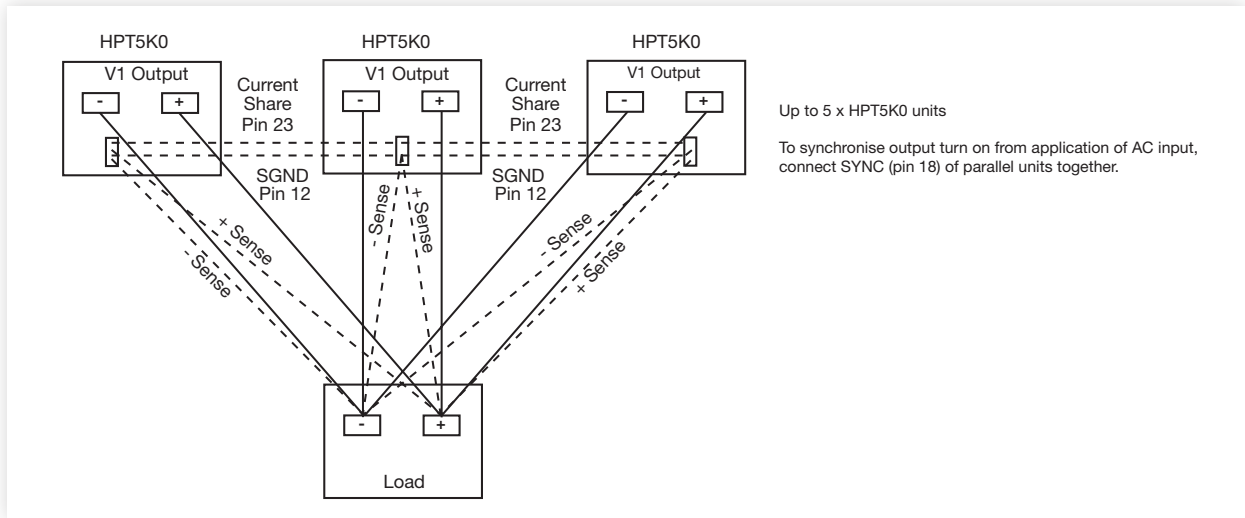 HPT5K0
HPT5K0
HPT5K0
V1 Output
V1 Output
V1 Output
-
+
-
+
-
+
Current
Share
Pin 23
Current
Share
Pin 23
SGND
Pin 12
SGND
Pin 12
Up to 5 x HPT5K0 units
To synchronise output turn on from application of AC input,
connect SYNC (pin 18) of parallel units together.
+ Sense
- Sense
- Sense
+ Sense
- Sense
+ Sense
-
+
Load